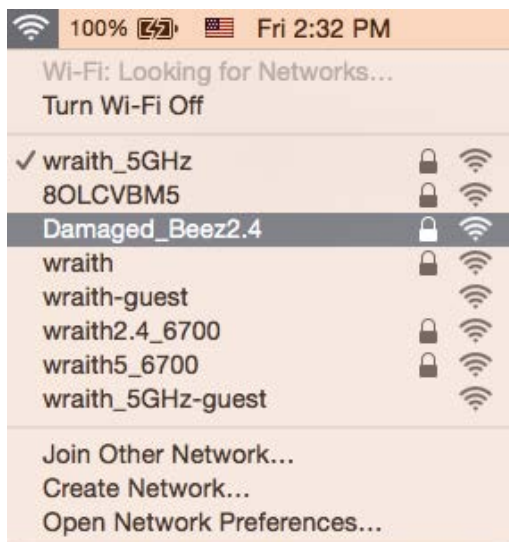 100% Fri 2:32 PM
Wi-Fi: Looking for Networks...
Turn Wi-Fi Off
wraith_5GHz
8OLCVBM5
Damaged_Beez2.4
wraith
wraith-guest
wraith2.4_6700
wraith5_6700
wraith_5GHz-guest
Join Other Network...
Create Network...
Open Network Preferences...